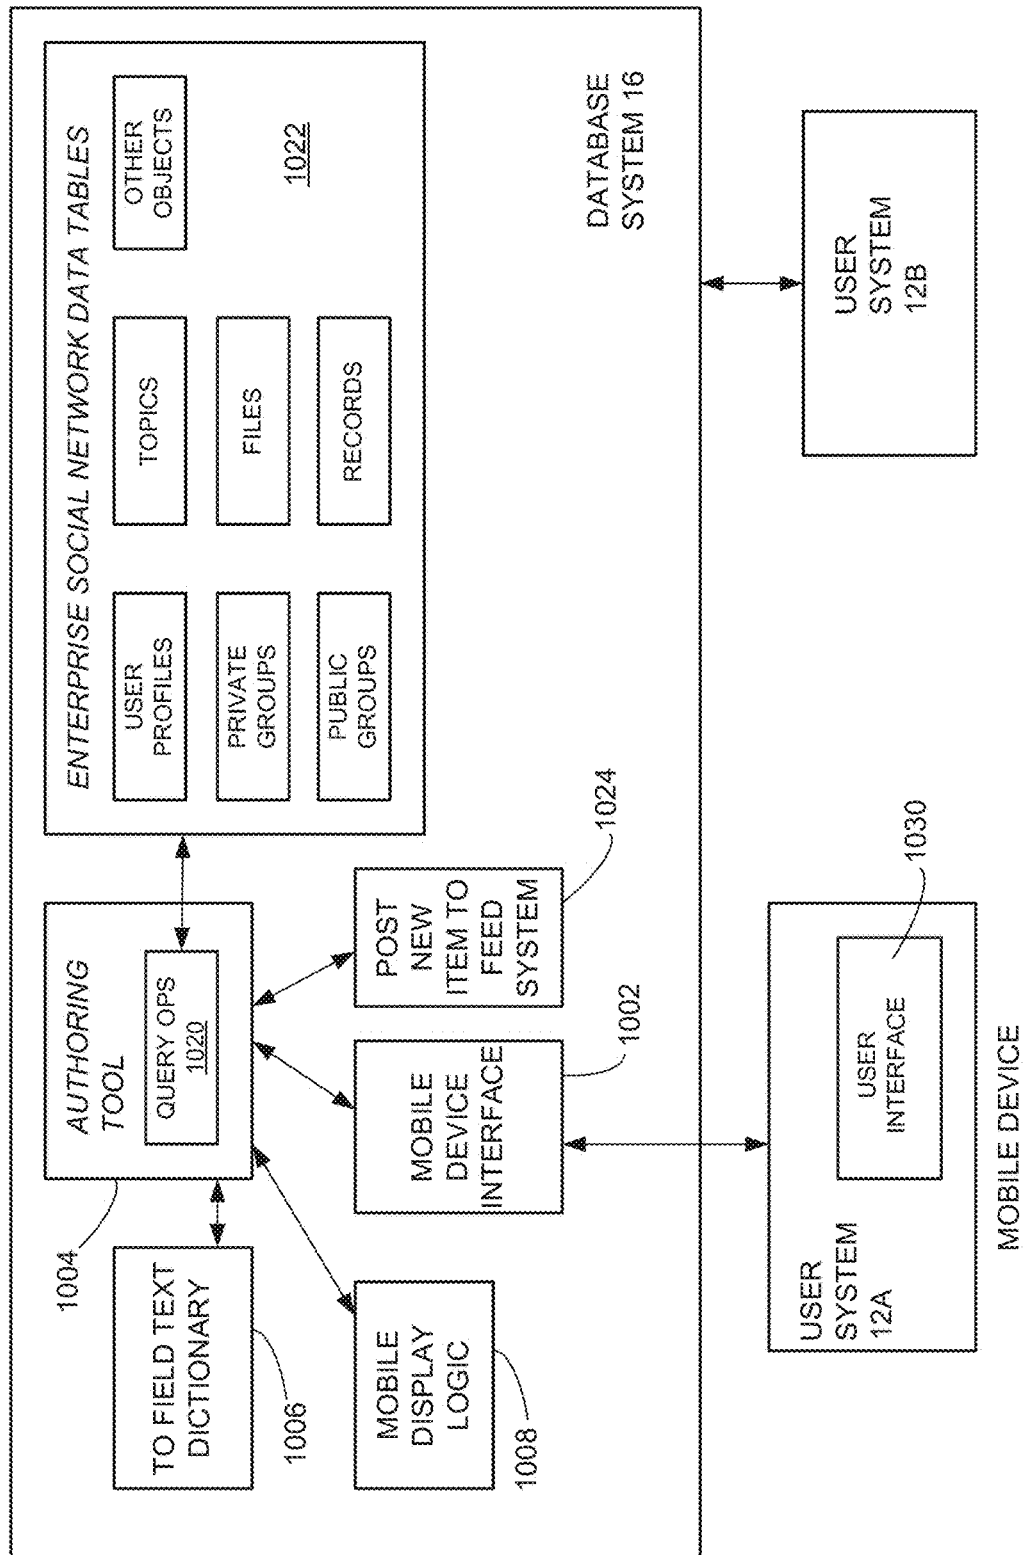 1004
TO FIELD TEXT
DICTIONARY
1006
MOBILE
DISPLAY
LOGIC
1008
AUTHORING
TOOL
QUERY OPS
1020
MOBILE
DEVICE
INTERFACE
1002
POST
NEW
ITEM TO
FEED
SYSTEM
1024
ENTERPRISE SOCIAL NETWORK DATA TABLES
USER
PROFILES
TOPICS
OTHER
OBJECTS
PRIVATE
GROUPS
FILES
1022
PUBLIC
GROUPS
RECORDS
DATABASE
SYSTEM 16
USER
SYSTEM
12A
USER
INTERFACE
1030
MOBILE DEVICE
USER
SYSTEM
12B